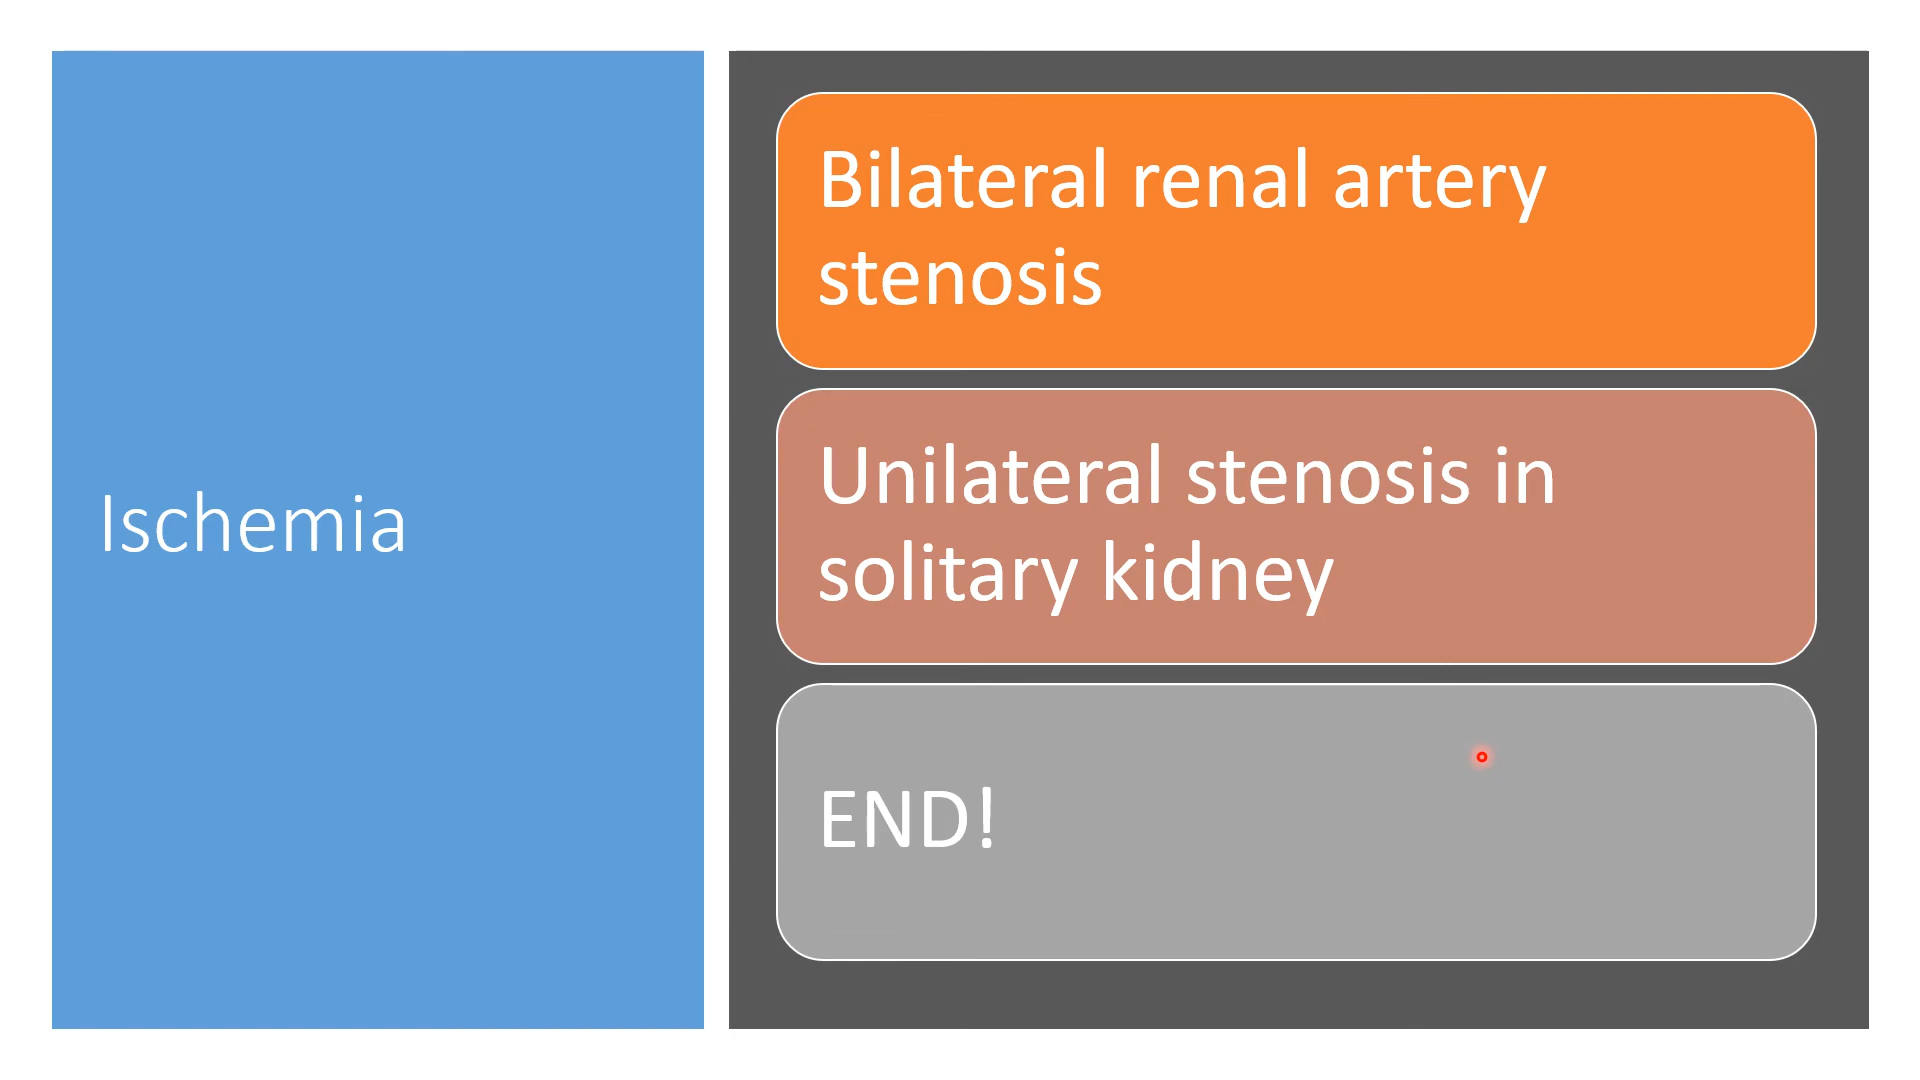 Ischemia
Bilateral renal artery
stenosis
Unilateral stenosis in
solitary kidney
END!